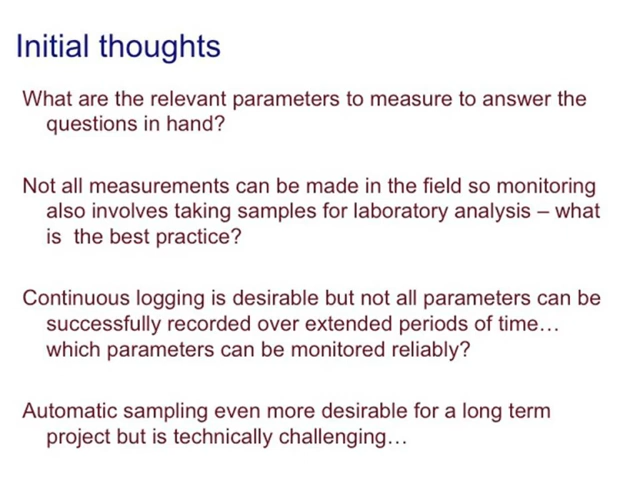 Initial thoughts
What are the relevant parameters to measure to answer the
questions in hand?
Not all measurements can be made in the field so monitoring
also involves taking samples for laboratory analysis – what
is the best practice?
Continuous logging is desirable but not all parameters can be
successfully recorded over extended periods of time…
which parameters can be monitored reliably?
Automatic sampling even more desirable for a long term
project but is technically challenging…